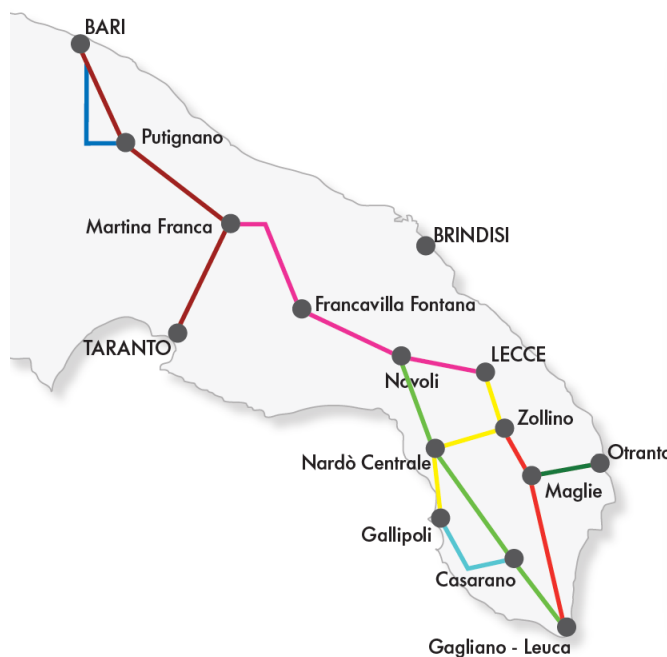 BARI
Putignano
Martina Franca
BRINDISI
Francavilla Fontana
TARANTO
LECCE
Novoli
Zollino
Otranto
Nardò Centrale
Maglie
Gallipoli
Casarano
Gagliano - Leuca